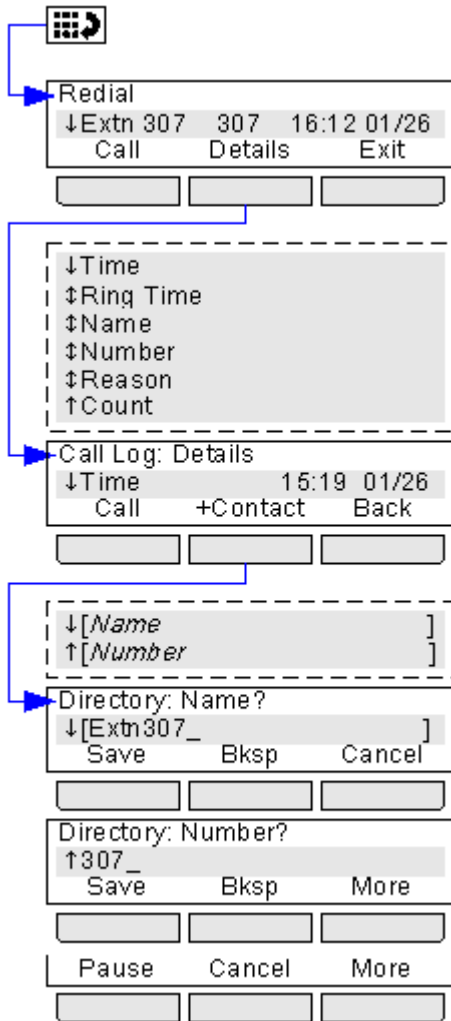 Redial
↓Extn 307 307 16:12 01/26
Call Details Exit
↓Time
↕Ring Time
↕Name
↕Number
↕Reason
↑Count
Call Log: Details
↓Time 15:19 01/26
Call +Contact Back
↓[Name ]
↑[Number ]
Directory: Name?
↓[Extn307_ ]
Save Bksp Cancel
Directory: Number?
↑307_
Save Bksp More
Pause Cancel More